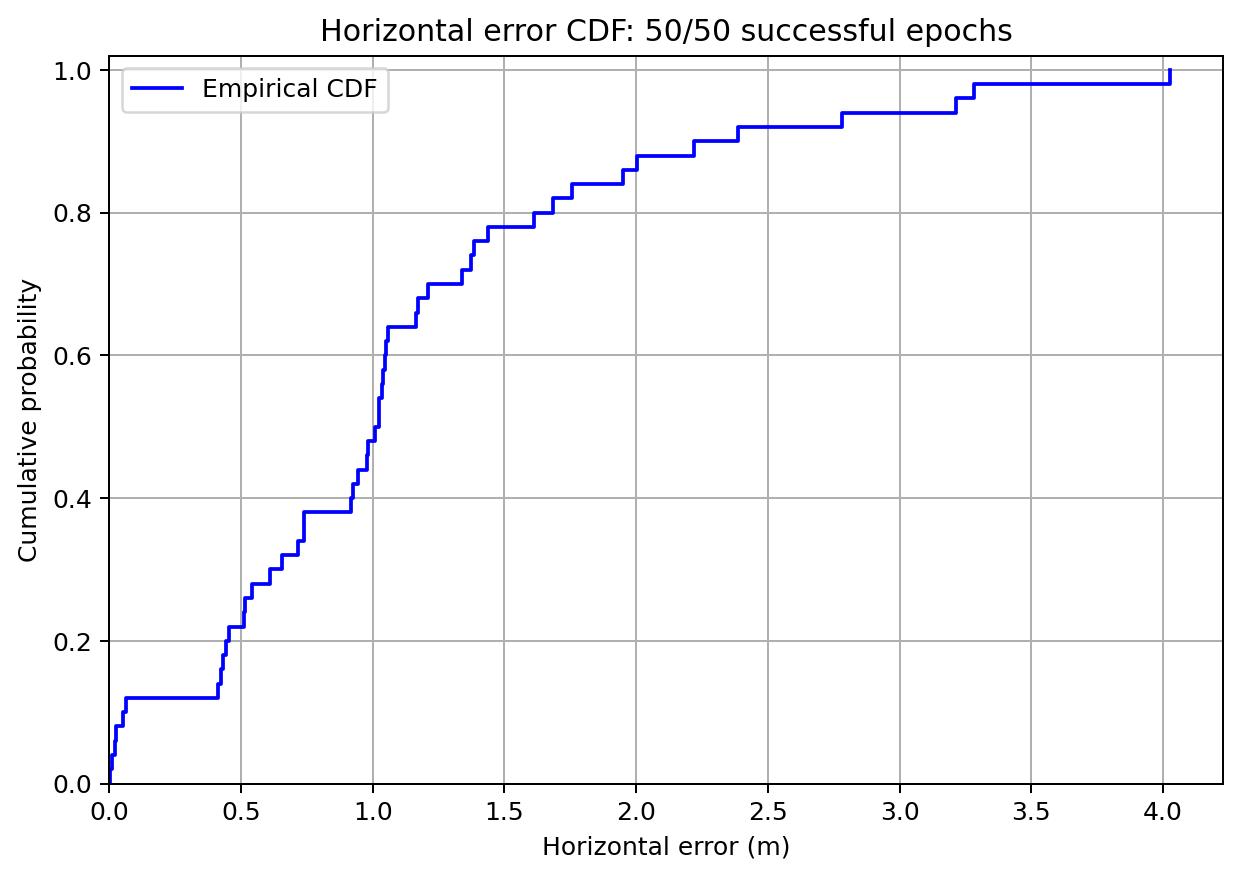 Horizontal error CDF: 50/50 successful epochs
Empirical CDF
1.0
0.8
0.6
0.4
0.2
0.0
Cumulative probability
0.0 0.5 1.0 1.5 2.0 2.5 3.0 3.5 4.0
Horizontal error (m)